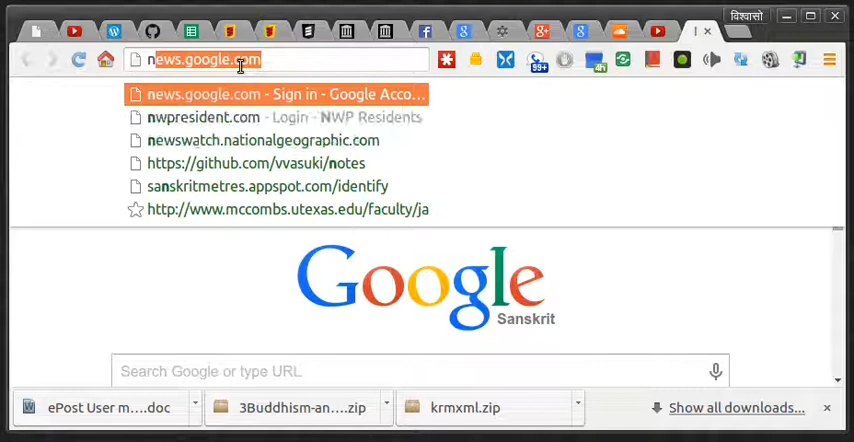 विश्वासो
news.google.com
99+
4h
news.google.com - Sign in - Google Acco...
nwpresident.com - Login - NWP Residents
newswatch.nationalgeographic.com
https://github.com/vvasuki/notes
sanskritmetres.appspot.com/identify
http://www.mccombs.utexas.edu/faculty/ja
Google
Sanskrit
Search Google or type URL
ePost User m....doc
3Buddhism-an....zip
krmxml.zip
Show all downloads...